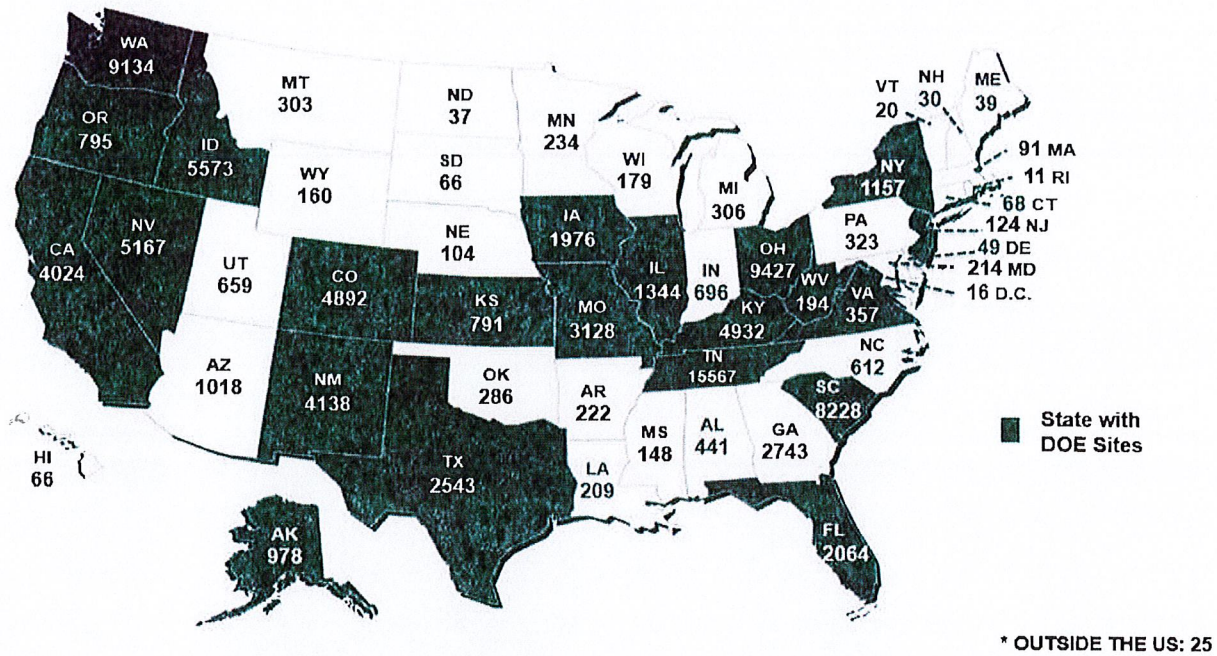 WA
9134
MT
303
ND
37
MN
234
VT
20
NH
30
ME
39
OR
795
ID
5573
WY
160
SD
66
WI
179
MI
306
NY
1157
91 MA
11 RI
68 CT
124 NJ
49 DE
214 MD
16 D.C.
CA
4024
NV
5167
UT
659
CO
4892
NE
104
KS
791
IA
1976
MO
3128
IL
1344
IN
696
OH
9427
PA
323
WV
194
VA
357
KY
4932
TN
15567
NC
612
SC
8228
AZ
1018
NM
4138
OK
286
AR
222
TX
2543
LA
209
MS
148
AL
441
GA
2743
FL
2064
HI
66
AK
978
State with
DOE Sites
* OUTSIDE THE US: 25